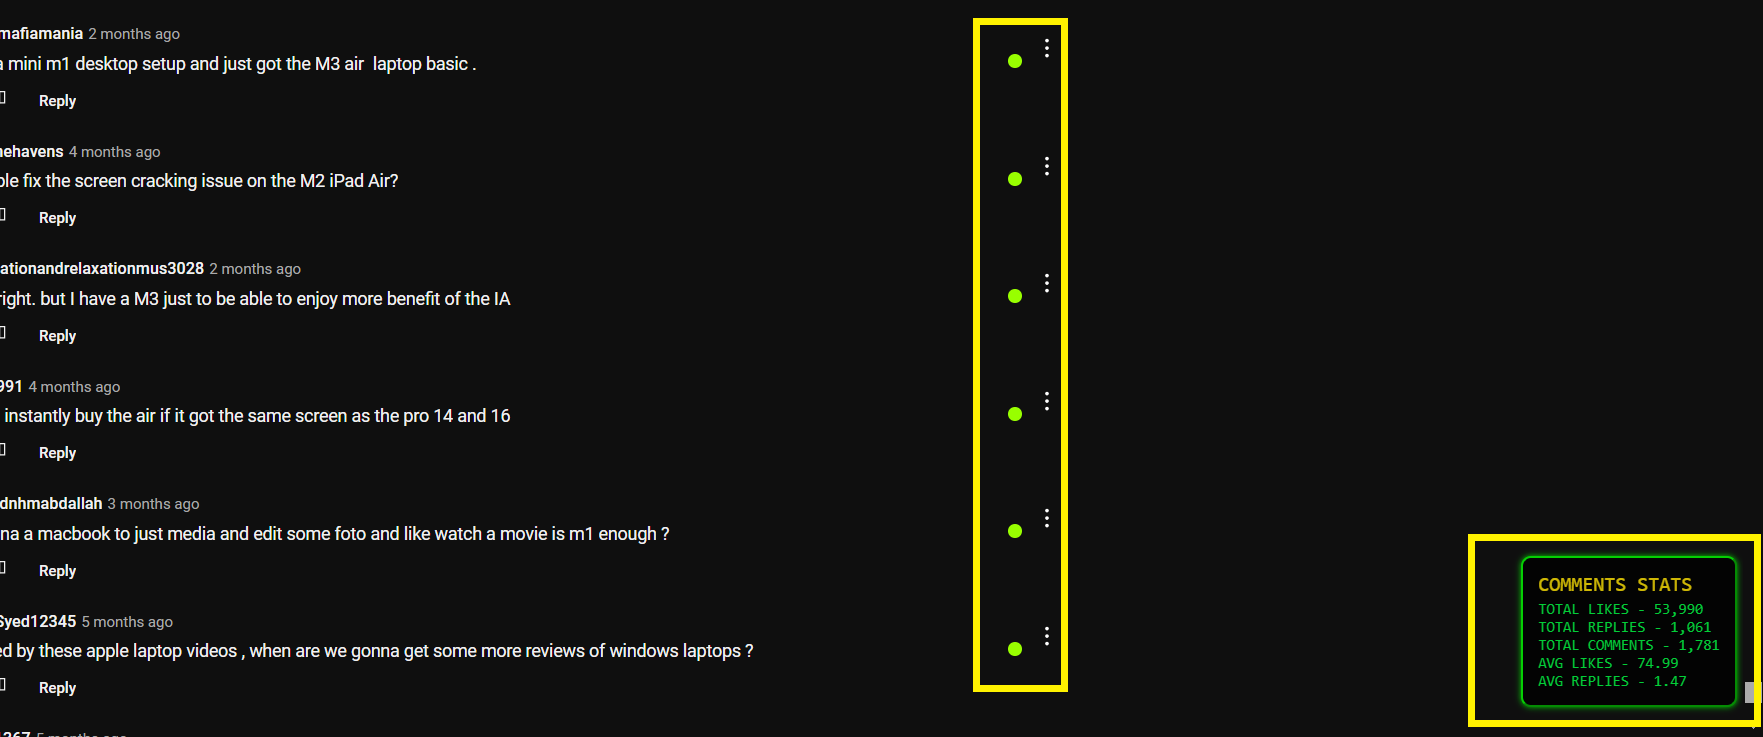 mafiamania 2 months ago
a mini m1 desktop setup and just got the M3 air laptop basic .
Reply
nehavens 4 months ago
ple fix the screen cracking issue on the M2 iPad Air?
Reply
ationandrelaxationmus3028 2 months ago
right. but I have a M3 just to be able to enjoy more benefit of the IA
Reply
991 4 months ago
instantly buy the air if it got the same screen as the pro 14 and 16
Reply
dnhmabdallah 3 months ago
na a macbook to just media and edit some foto and like watch a movie is m1 enough ?
Reply
Syed12345 5 months ago
ed by these apple laptop videos , when are we gonna get some more reviews of windows laptops ?
Reply
COMMENTS STATS
TOTAL LIKES - 53,990
TOTAL REPLIES - 1,061
TOTAL COMMENTS - 1,781
AVG LIKES - 74.99
AVG REPLIES - 1.47